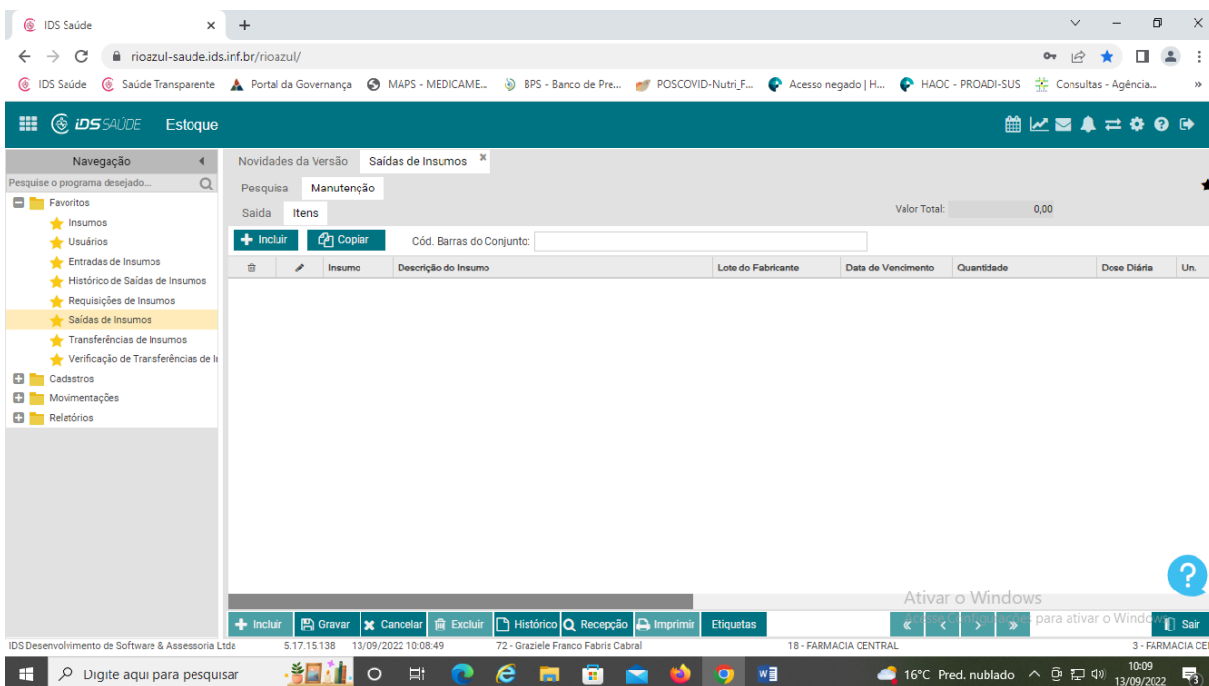 IDS Saúde
rioazul-saude.ids.inf.br/rioazul/
IDS Saúde Saúde Transparente Portal da Governança MAPS - MEDICAME... BPS - Banco de Pre... POSCOVID-Nutri_F... Acesso negado | H... HAOC - PROADI-SUS Consultas - Agência... »
iDS SAÚDE Estoque
Navegação
Novidades da Versão Saídas de Insumos x
Pesquise o programa desejado...
Pesquisa Manutenção
Favoritos
Saida Itens Valor Total: 0,00
Insumos
Incluir Copiar Cód. Barras do Conjunto:
Usuários
Entradas de Insumos
Insumo Descrição do Insumo Lote do Fabricante Data de Vencimento Quantidade Dose Diária Un.
Histórico de Saídas de Insumos
Requisições de Insumos
Saídas de Insumos
Transferências de Insumos
Verificação de Transferências de I
Cadastros
Movimentações
Relatórios
?
Ativar o Windows
Acesse Configurações para ativar o Windows
Incluir Gravar Cancelar Excluir Histórico Recepção Imprimir Etiquetas « < > » Sair
IDS Desenvolvimento de Software & Assessoria Ltda 5.17.15.138 13/09/2022 10:08:49 72 - Graziele Franco Fabris Cabral 18 - FARMACIA CENTRAL 3 - FARMACIA CE
Digite aqui para pesquisar 16°C Pred. nublado 10:09
13/09/2022 3